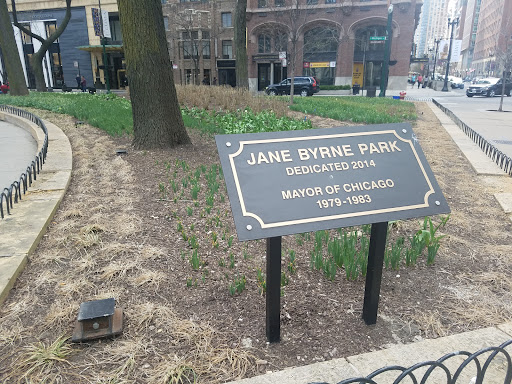 JANE BYRNE PARK
DEDICATED 2014
MAYOR OF CHICAGO
1979-1983